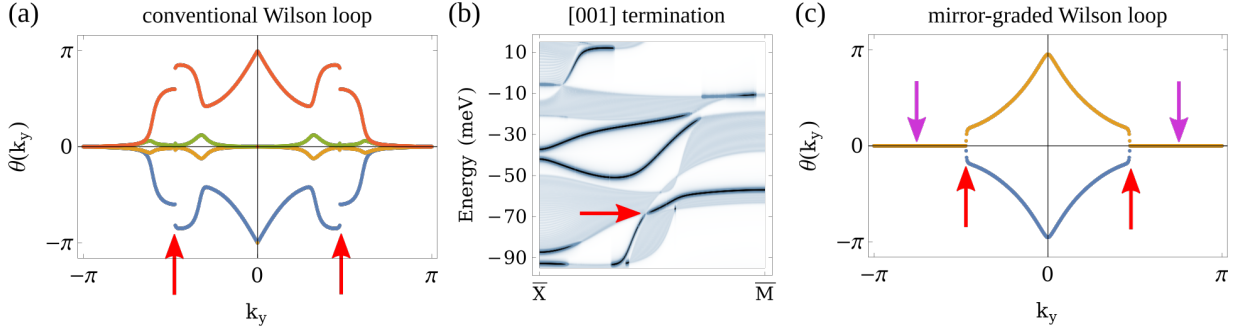 (a) conventional Wilson loop
π
0
-π
θ(k_y)
-π 0 π
k_y
(b) [001] termination
10
-10
-30
-50
-70
-90
Energy (meV)
X̅ M̅
(c) mirror-graded Wilson loop
π
0
-π
θ(k_y)
-π 0 π
k_y